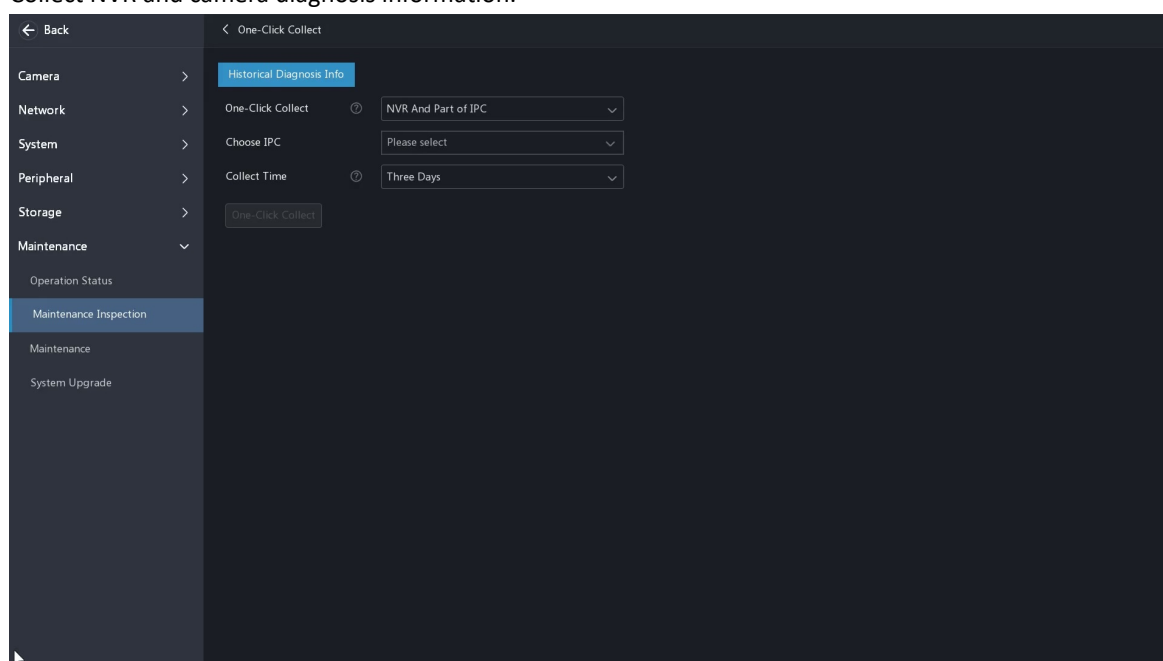 Collect NVR and camera diagnosis information.
Back
One-Click Collect
Camera
Network
System
Peripheral
Storage
Maintenance
Operation Status
Maintenance Inspection
Maintenance
System Upgrade
Historical Diagnosis Info
One-Click Collect ? NVR And Part of IPC
Choose IPC Please select
Collect Time ? Three Days
One-Click Collect